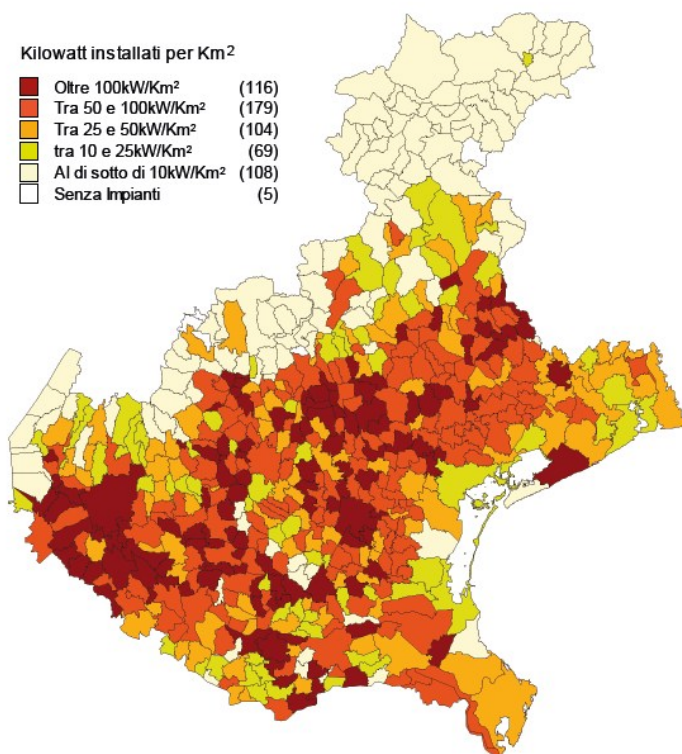 Kilowatt installati per Km²
Oltre 100kW/Km² (116)
Tra 50 e 100kW/Km² (179)
Tra 25 e 50kW/Km² (104)
tra 10 e 25kW/Km² (69)
Al di sotto di 10kW/Km² (108)
Senza Impianti (5)